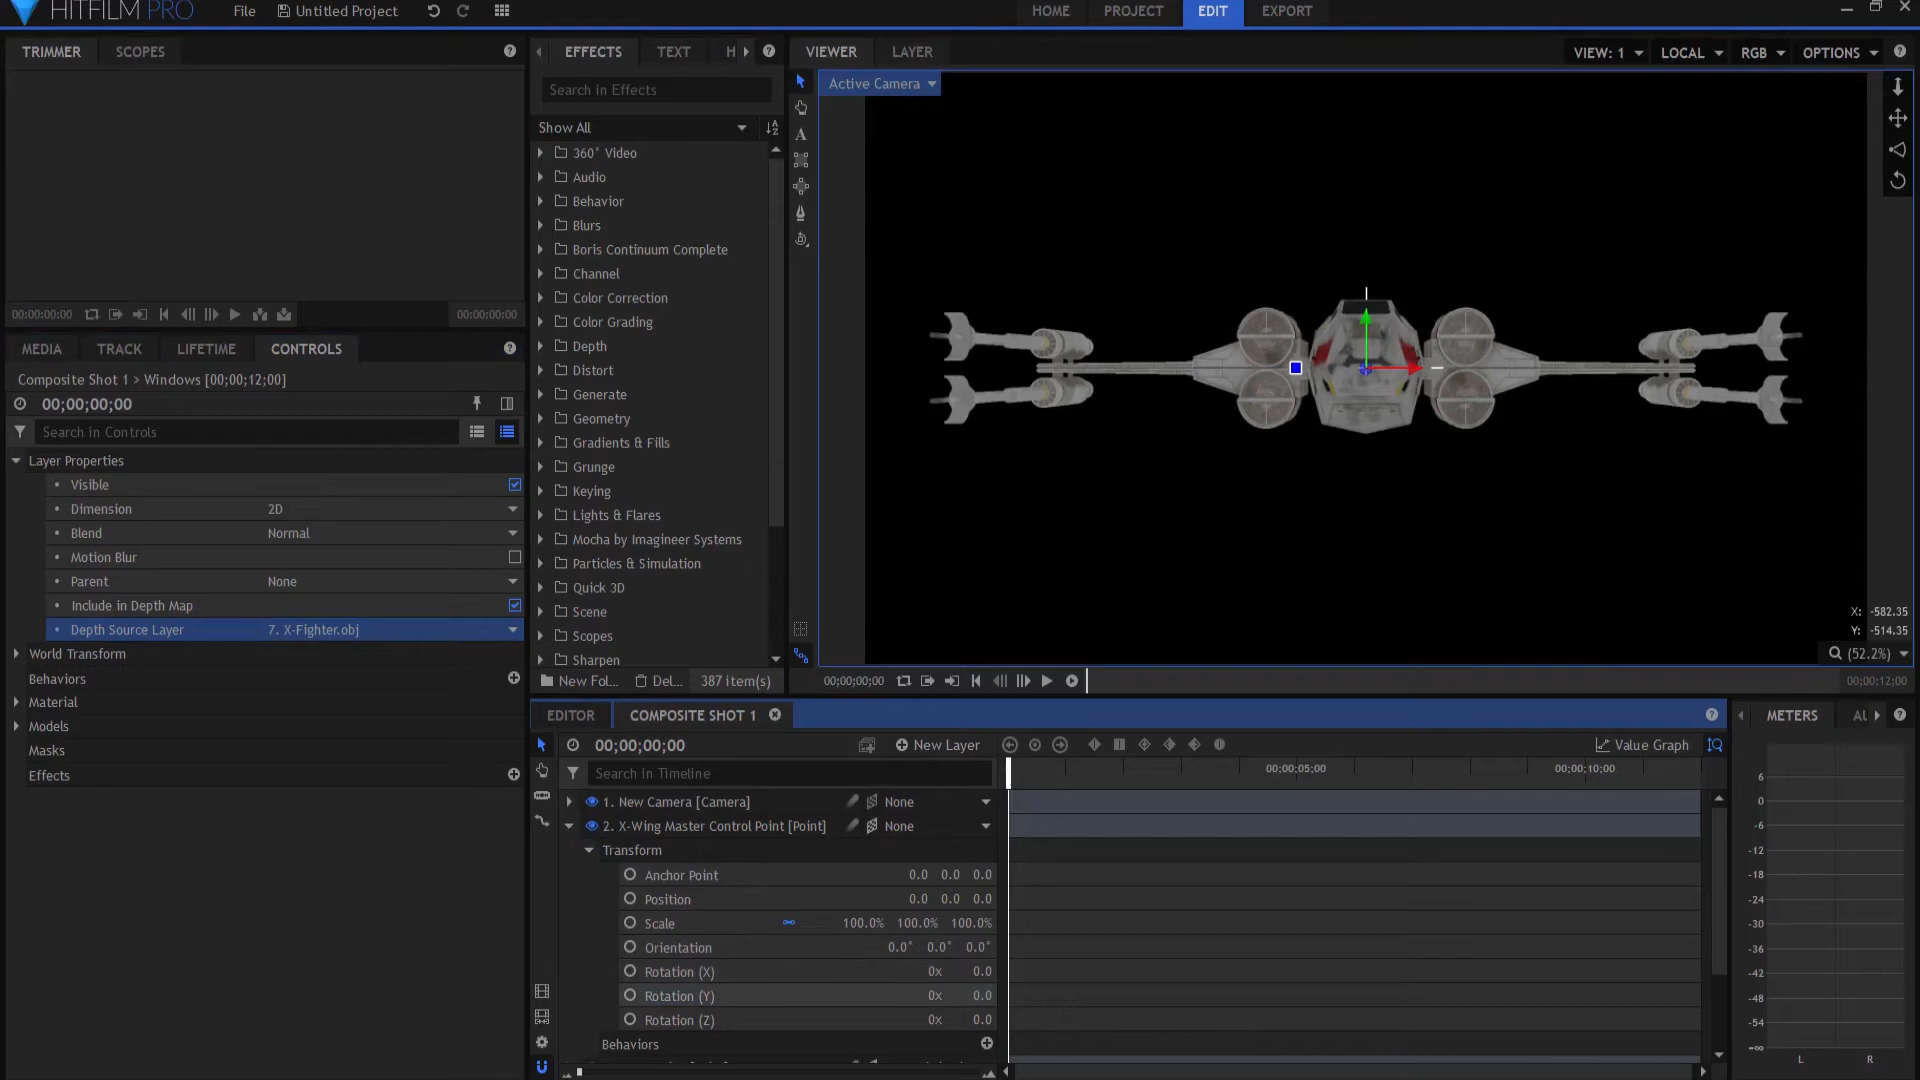 HITFILM PRO
File
Untitled Project
HOME
PROJECT
EDIT
EXPORT
TRIMMER
SCOPES
00:00:00:00
00:00:00:00
MEDIA
TRACK
LIFETIME
CONTROLS
Composite Shot 1 > Windows [00;00;12;00]
00;00;00;00
Search in Controls
Layer Properties
Visible
Dimension 2D
Blend Normal
Motion Blur
Parent None
Include in Depth Map
Depth Source Layer 7. X-Fighter.obj
World Transform
Behaviors
Material
Models
Masks
Effects
EFFECTS
TEXT
H
Search in Effects
Show All
360° Video
Audio
Behavior
Blurs
Boris Continuum Complete
Channel
Color Correction
Color Grading
Depth
Distort
Generate
Geometry
Gradients & Fills
Grunge
Keying
Lights & Flares
Mocha by Imagineer Systems
Particles & Simulation
Quick 3D
Scene
Scopes
Sharpen
New Fol...
Del...
387 item(s)
VIEWER
LAYER
VIEW: 1
LOCAL
RGB
OPTIONS
Active Camera
X: -582.35
Y: -514.35
(52.2%)
00;00;00;00
00;00;12;00
EDITOR
COMPOSITE SHOT 1
00;00;00;00
New Layer
Value Graph
Search in Timeline
00;00;05;00
00;00;10;00
1. New Camera [Camera] None
2. X-Wing Master Control Point [Point] None
Transform
Anchor Point 0.0 0.0 0.0
Position 0.0 0.0 0.0
Scale 100.0% 100.0% 100.0%
Orientation 0.0° 0.0° 0.0°
Rotation (X) 0x 0.0
Rotation (Y) 0x 0.0
Rotation (Z) 0x 0.0
Behaviors
METERS
AU
6
0
-6
-12
-18
-24
-30
-36
-42
-48
-54
-∞
L R